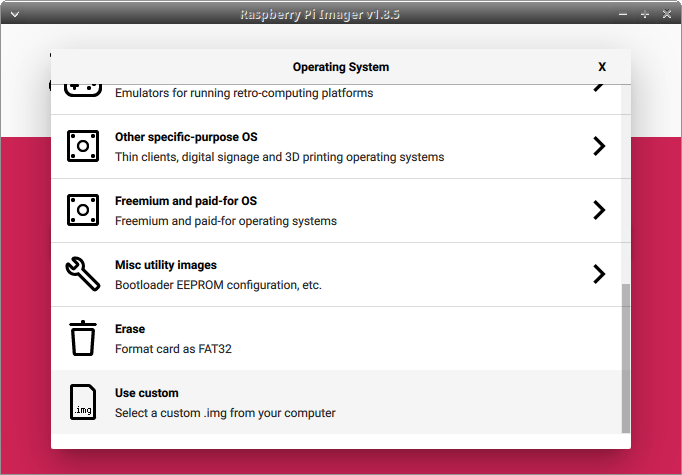 Raspberry Pi Imager v1.8.5
Operating System
X
Emulators for running retro-computing platforms
Other specific-purpose OS
Thin clients, digital signage and 3D printing operating systems
Freemium and paid-for OS
Freemium and paid-for operating systems
Misc utility images
Bootloader EEPROM configuration, etc.
Erase
Format card as FAT32
Use custom
.img
Select a custom .img from your computer